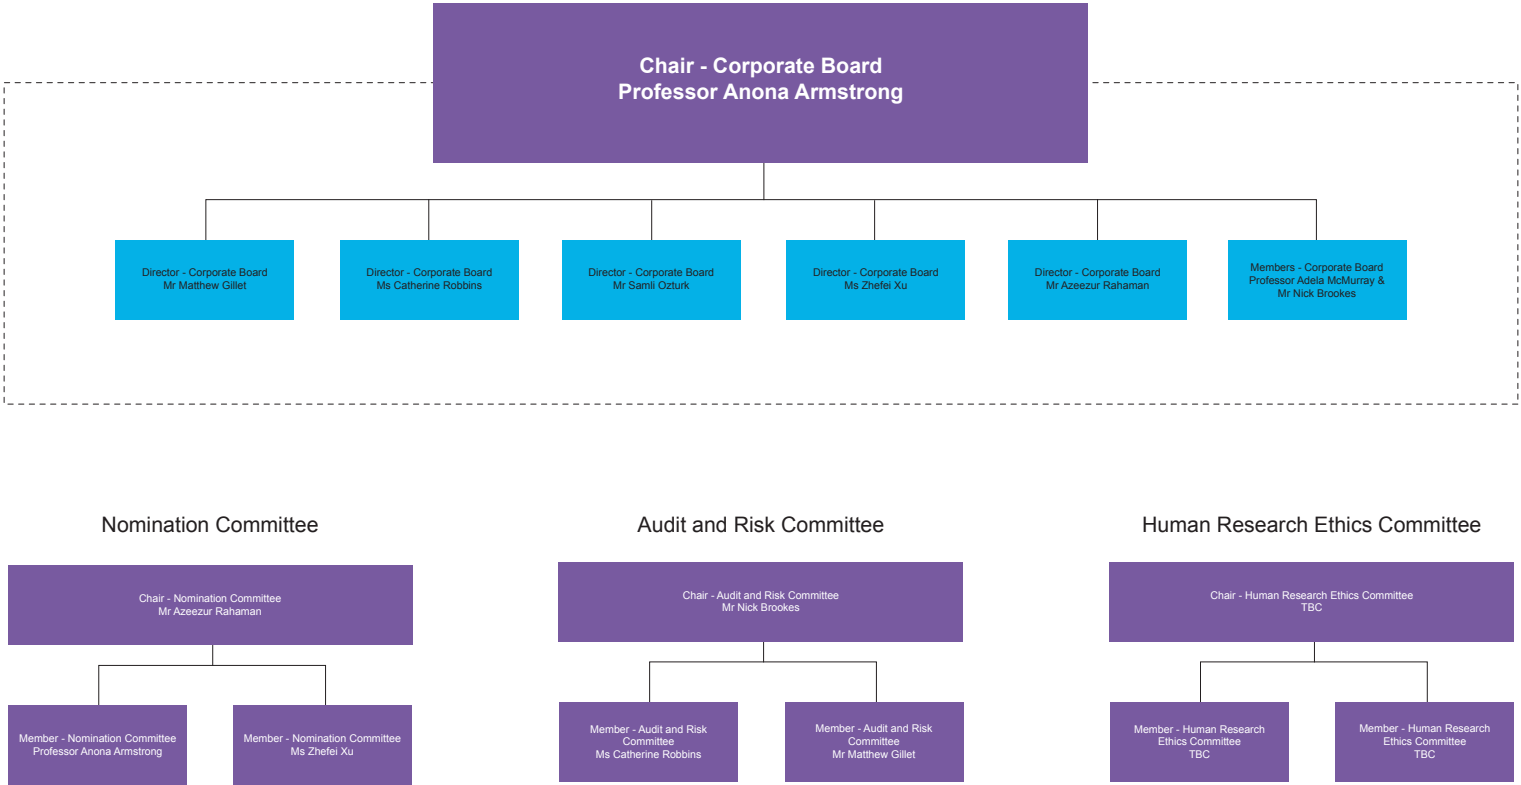 Chair - Corporate Board
Professor Anona Armstrong
Director - Corporate Board
Mr Matthew Gillet
Director - Corporate Board
Ms Catherine Robbins
Director - Corporate Board
Mr Samli Ozturk
Director - Corporate Board
Ms Zhefei Xu
Director - Corporate Board
Mr Azeezur Rahaman
Members - Corporate Board
Professor Adela McMurray &
Mr Nick Brookes
Nomination Committee
Chair - Nomination Committee
Mr Azeezur Rahaman
Member - Nomination Committee
Professor Anona Armstrong
Member - Nomination Committee
Ms Zhefei Xu
Audit and Risk Committee
Chair - Audit and Risk Committee
Mr Nick Brookes
Member - Audit and Risk
Committee
Ms Catherine Robbins
Member - Audit and Risk
Committee
Mr Matthew Gillet
Human Research Ethics Committee
Chair - Human Research Ethics Committee
TBC
Member - Human Research
Ethics Committee
TBC
Member - Human Research
Ethics Committee
TBC